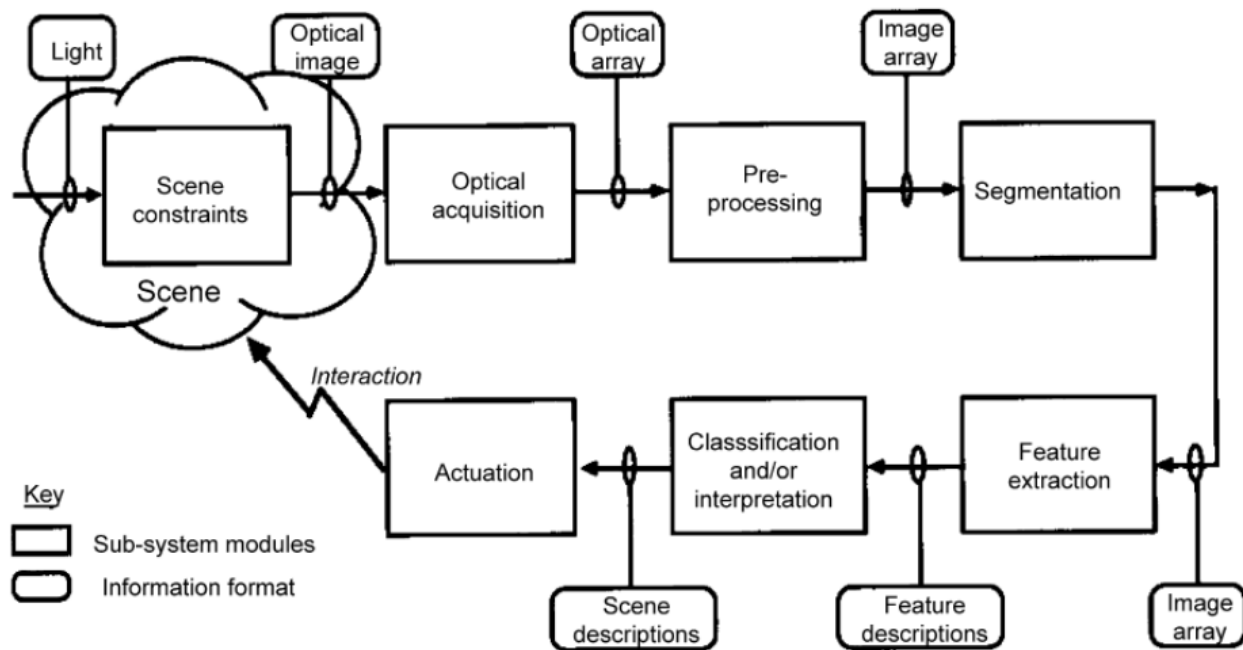 Light
Optical
image
Optical
array
Image
array
Scene
constraints
Optical
acquisition
Pre-
processing
Segmentation
Scene
Interaction
Actuation
Classsification
and/or
interpretation
Feature
extraction
Key
Sub-system modules
Information format
Scene
descriptions
Feature
descriptions
Image
array